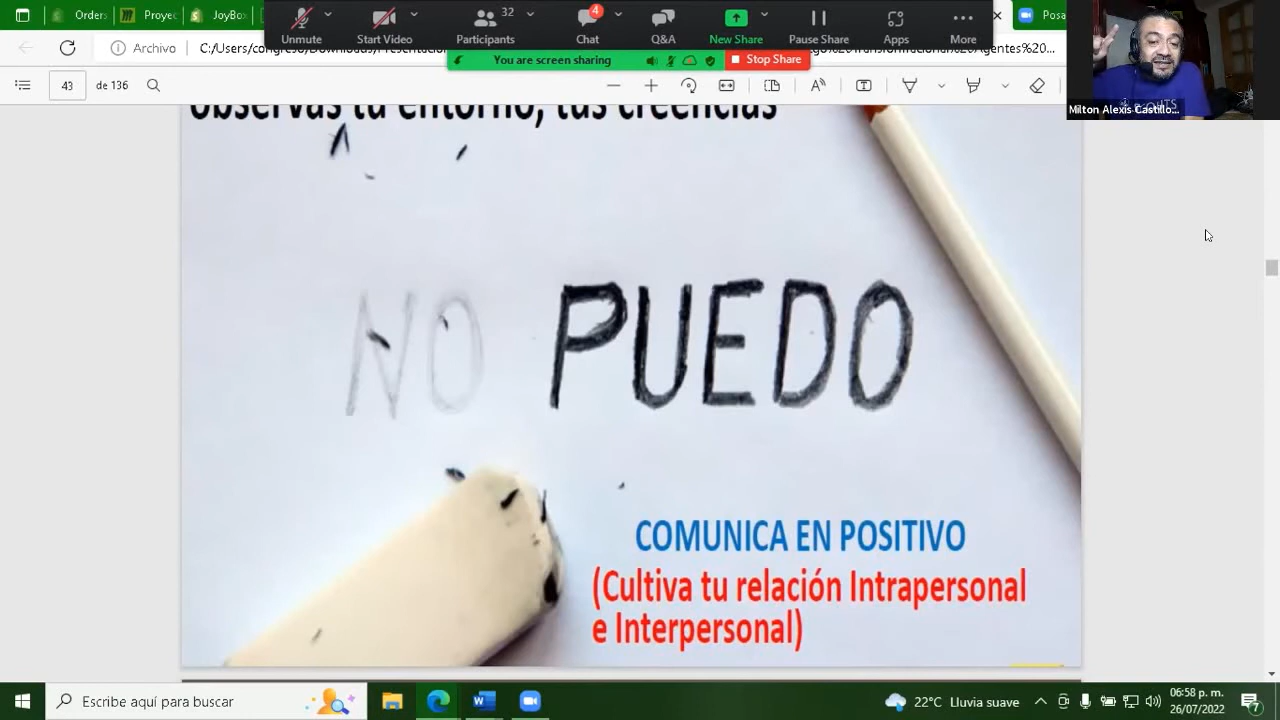 Orders
Proyec
JoyBox
Posa
Unmute
Start Video
Participants
32
Chat
4
Q&A
New Share
Pause Share
Apps
More
You are screen sharing
Stop Share
Archivo
Milton Alexis Castillo...
de 136
Observas tu entorno, tus creencias
NO PUEDO
COMUNICA EN POSITIVO
(Cultiva tu relación Intrapersonal
e Interpersonal)
Escribe aquí para buscar
22°C Lluvia suave
06:58 p. m.
26/07/2022
7